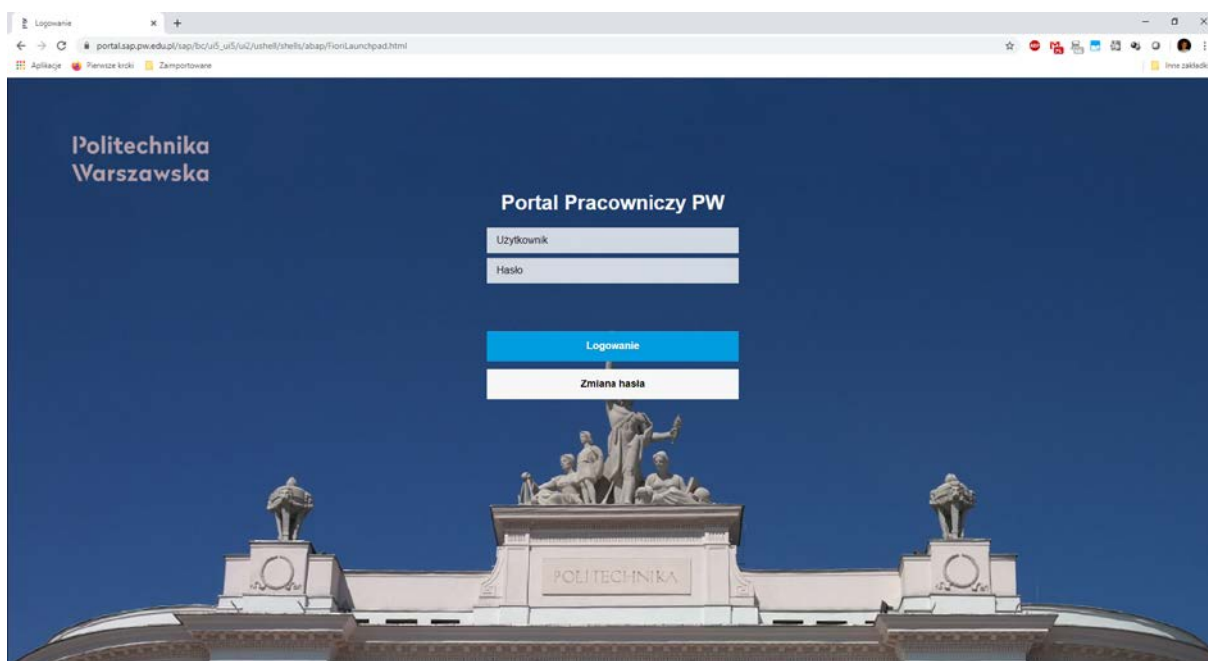 Logowanie
portal.sap.pw.edu.pl/sap/bc/ui5_ui5/ui2/ushell/shells/abap/FioriLaunchpad.html
Aplikacje Pierwsze kroki Zaimportowane Inne zakładki
Politechnika
Warszawska
Portal Pracowniczy PW
Użytkownik
Hasło
Logowanie
Zmiana hasła
POLITECHNIKA